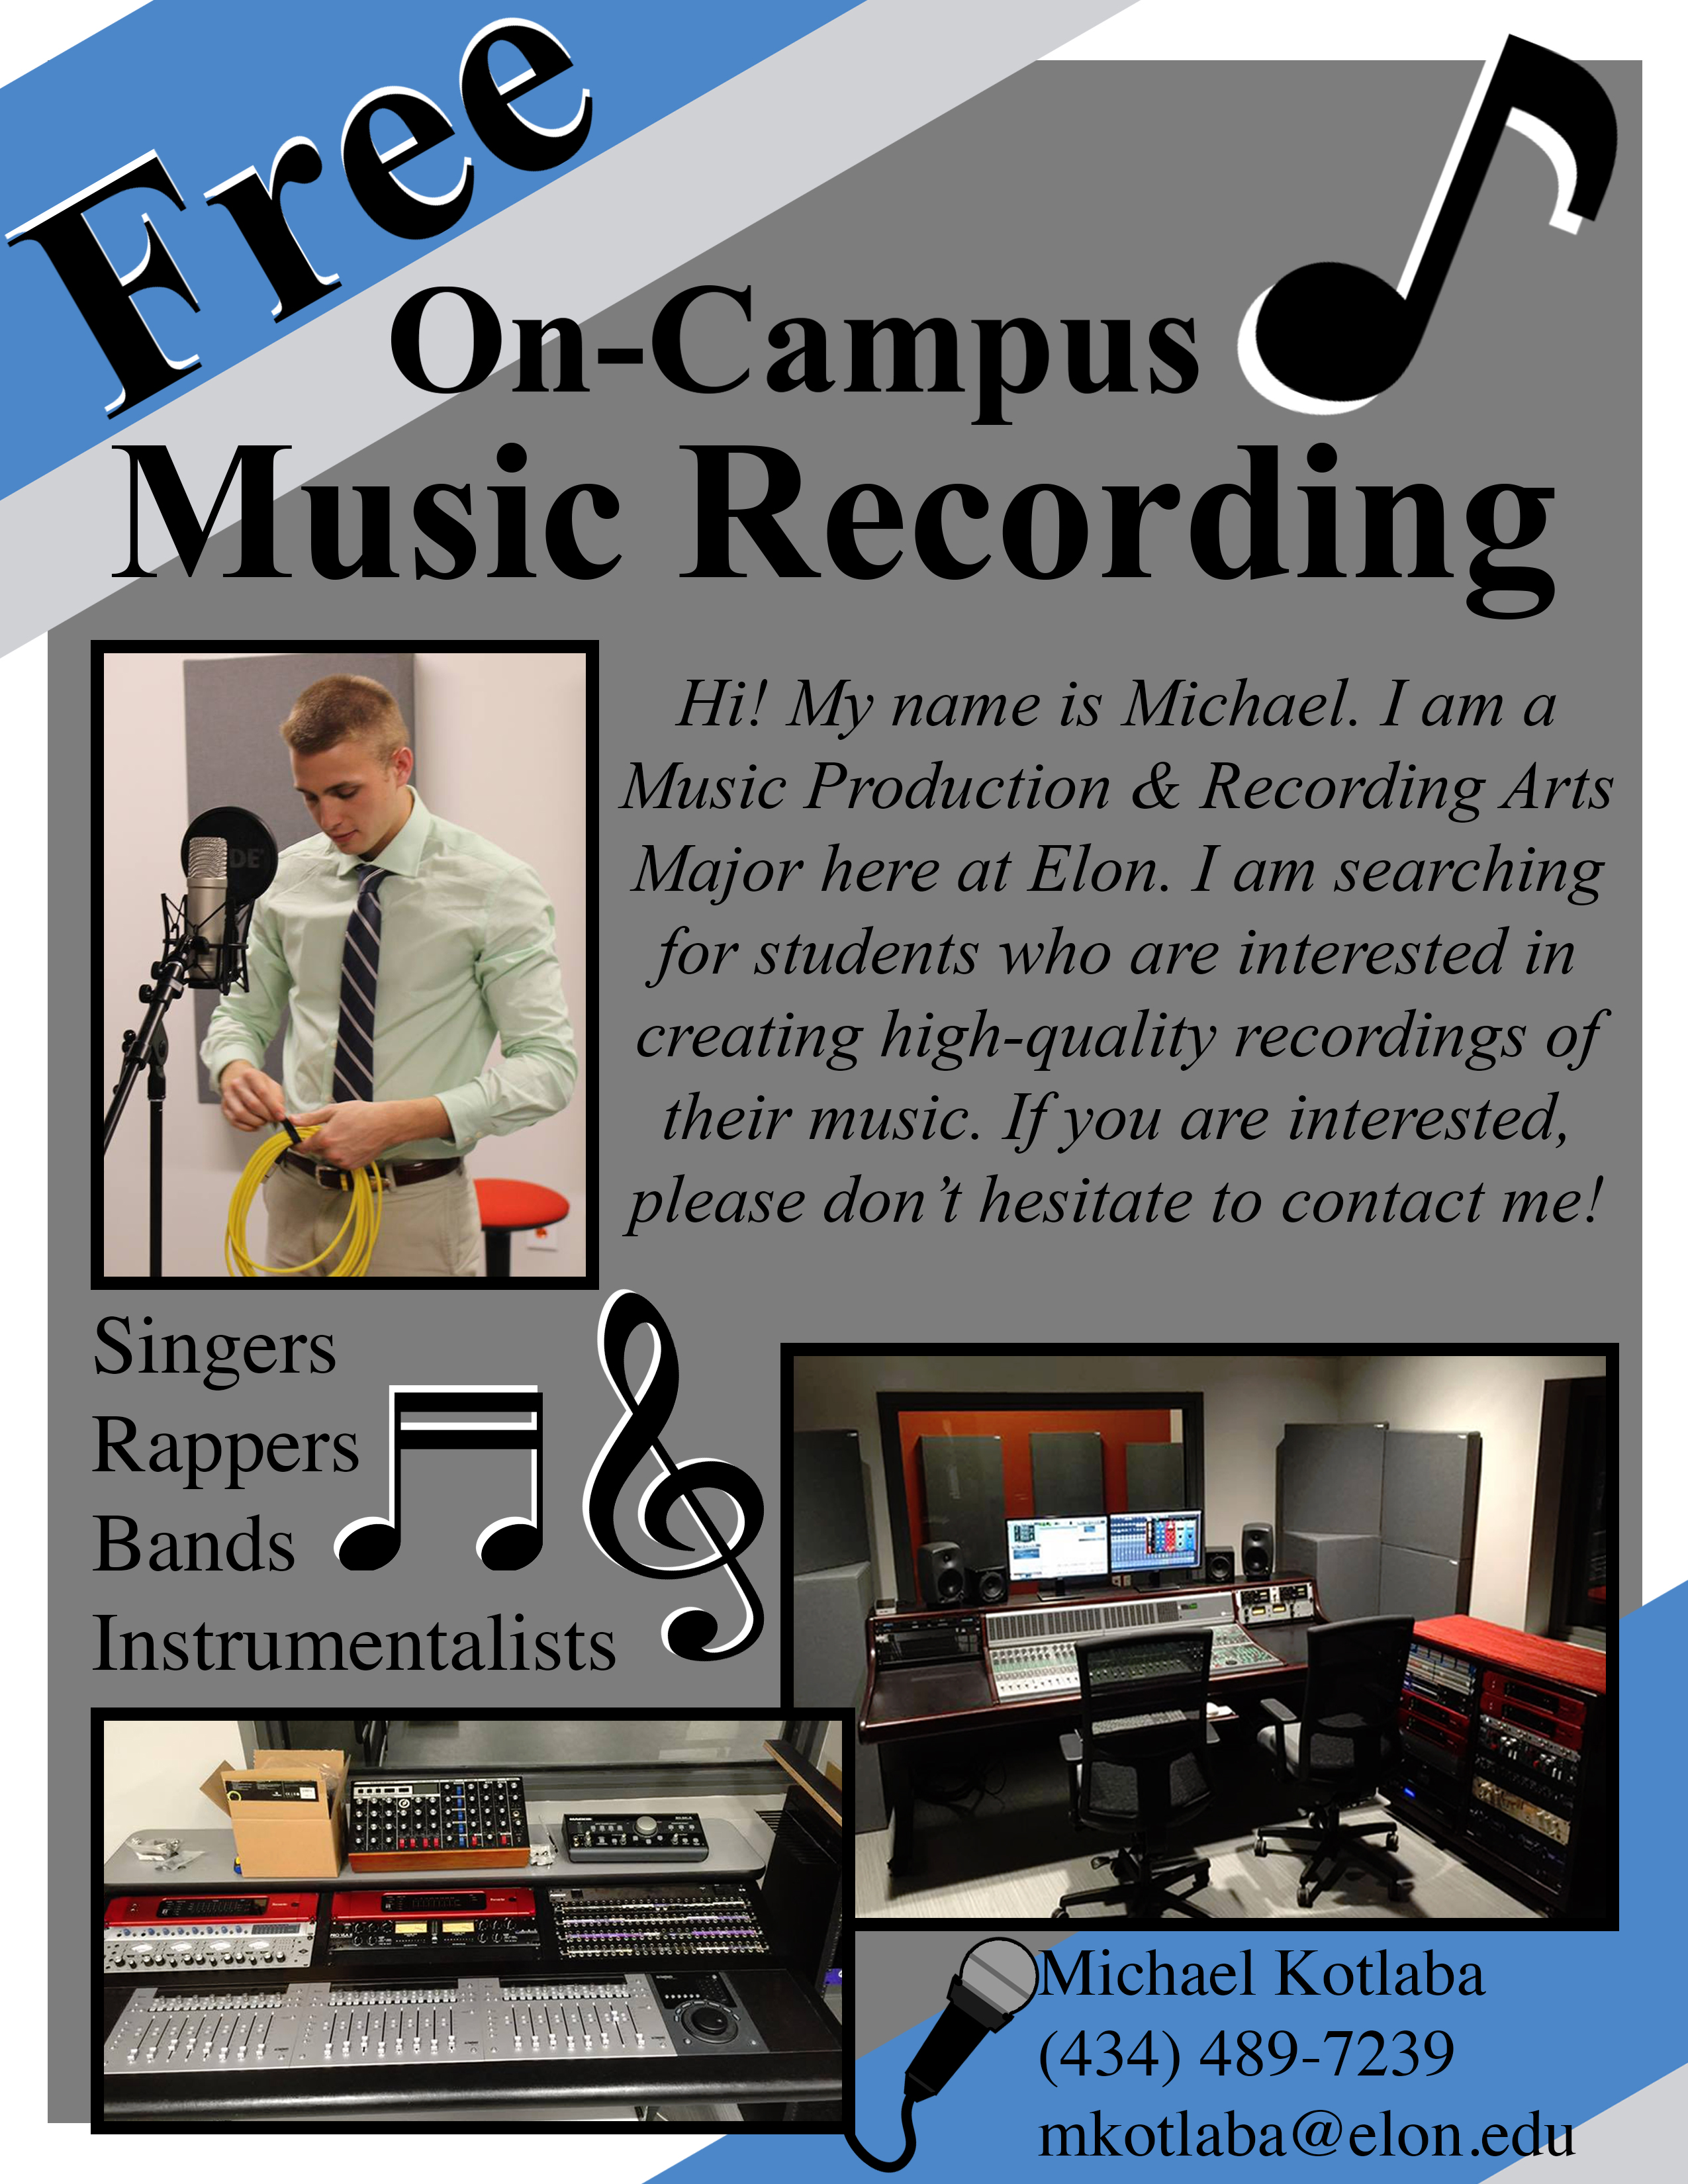 Free
On-Campus
Music Recording
Hi! My name is Michael. I am a
Music Production & Recording Arts
Major here at Elon. I am searching
for students who are interested in
creating high-quality recordings of
their music. If you are interested,
please don’t hesitate to contact me!
Singers
Rappers
Bands
Instrumentalists
Michael Kotlaba
(434) 489-7239
mkotlaba@elon.edu